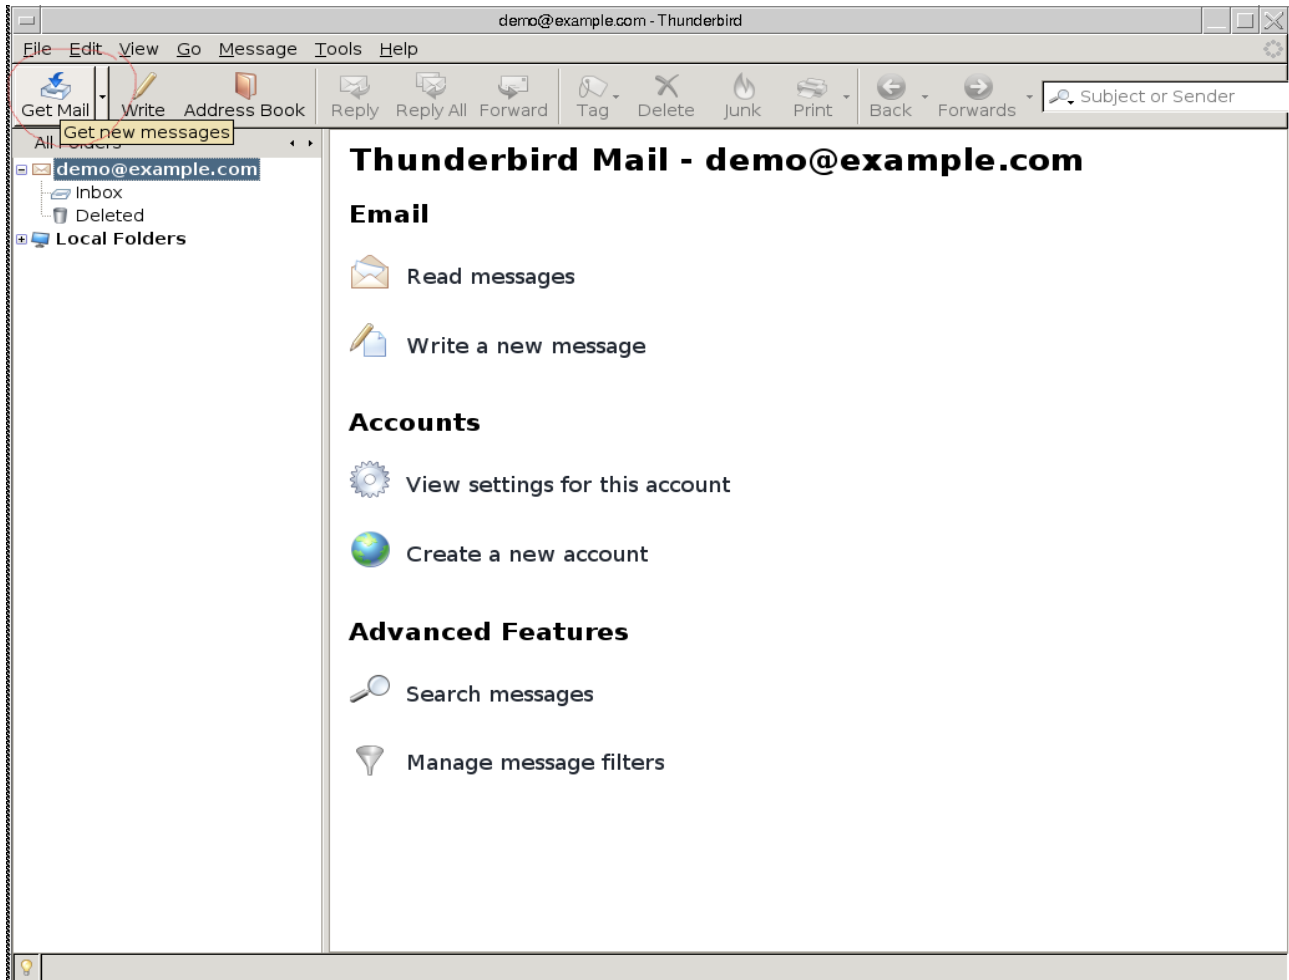 demo@example.com - Thunderbird
File Edit View Go Message Tools Help
Get Mail Write Address Book Reply Reply All Forward Tag Delete Junk Print Back Forwards Subject or Sender
Get new messages
All Folders
demo@example.com
Inbox
Deleted
Local Folders
Thunderbird Mail - demo@example.com
Email
Read messages
Write a new message
Accounts
View settings for this account
Create a new account
Advanced Features
Search messages
Manage message filters